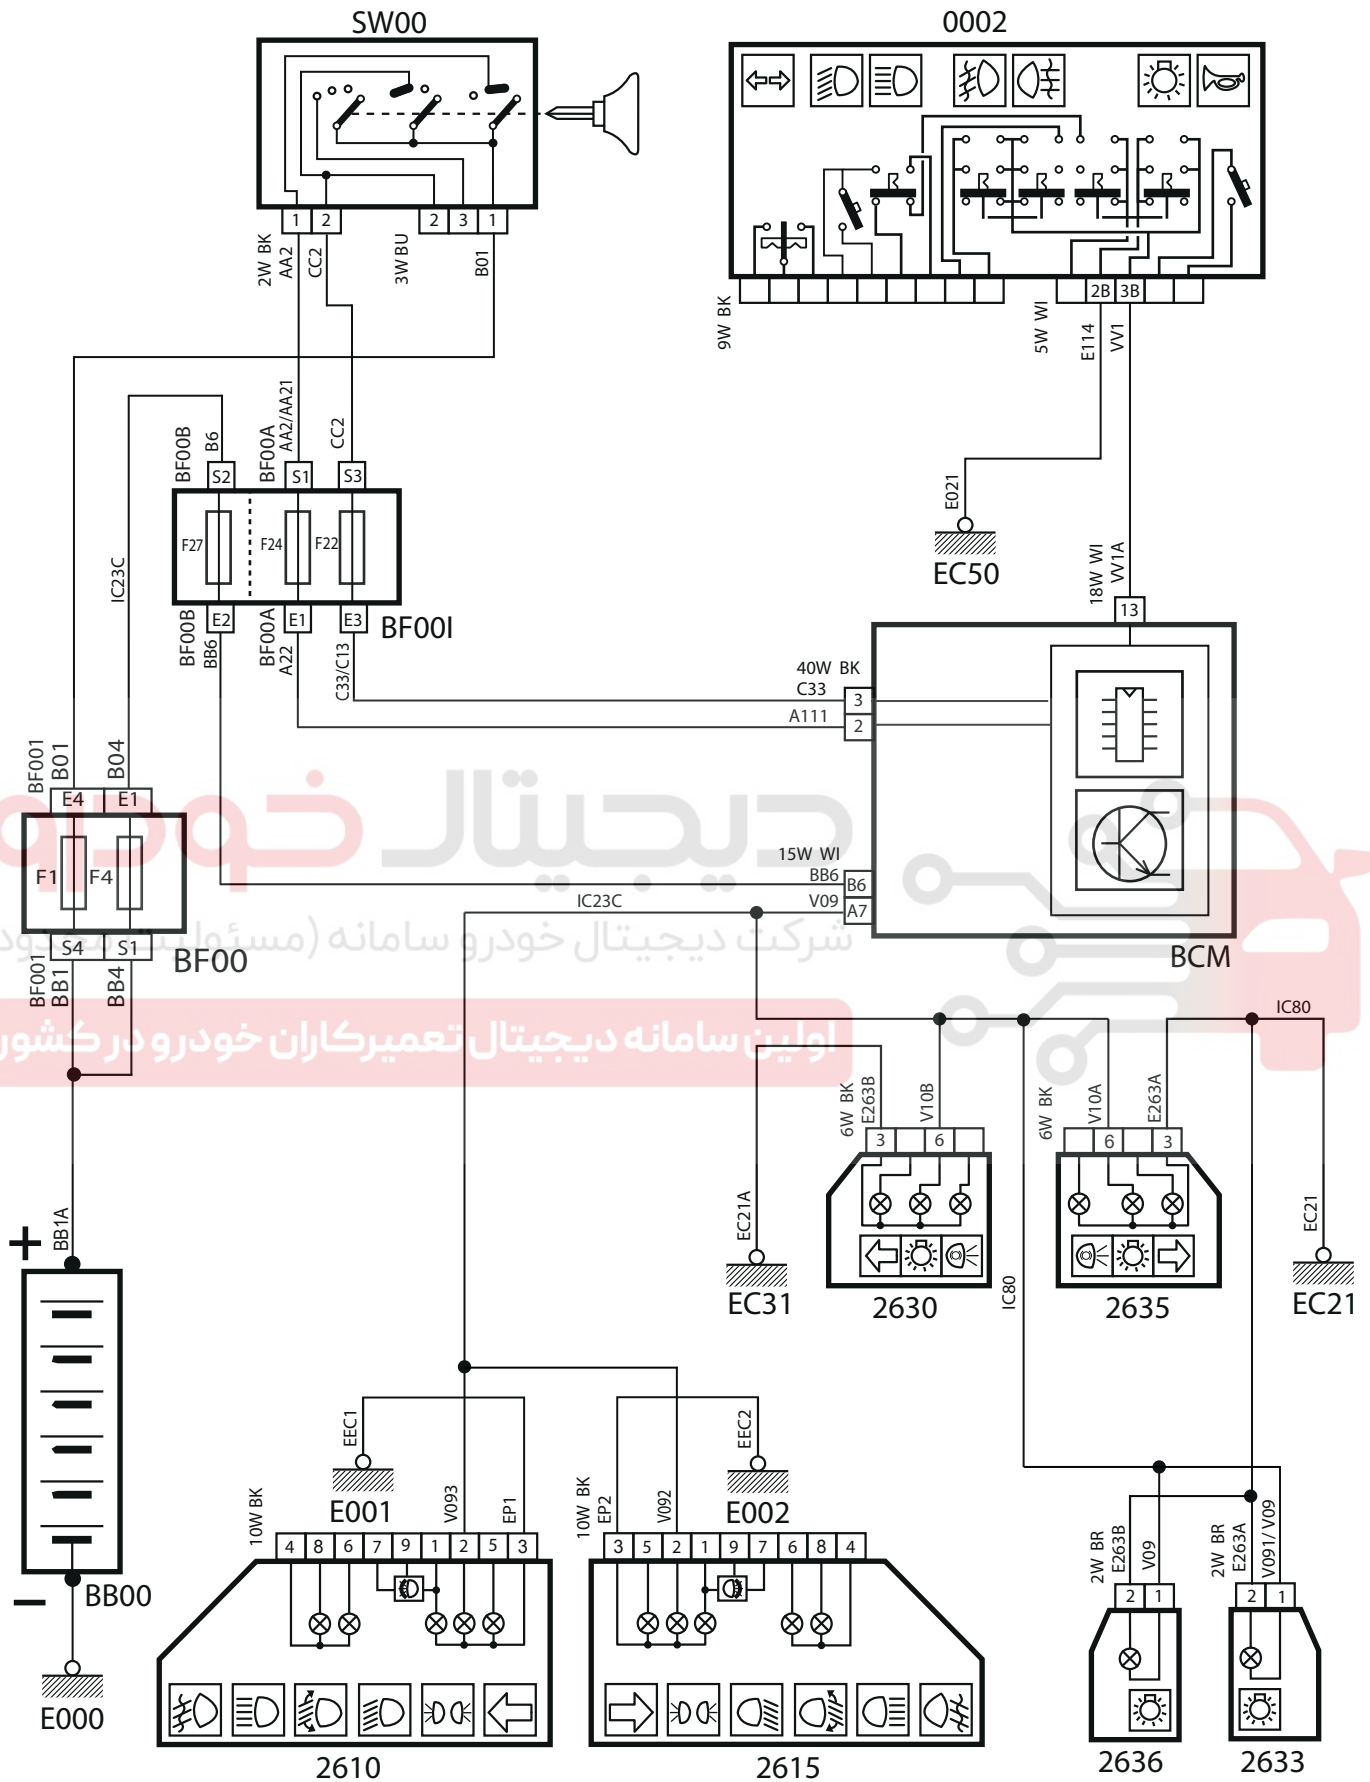 SW00
0002
1
2
2
3
1
2W BK
AA2
CC2
3W BU
B01
9W BK
5W WI
2B
3B
E114
VV1
BF00B
B6
BF00A
AA2/AA21
CC2
S2
S1
S3
F27
F24
F22
E2
E1
E3
BF00I
BF00B
BB6
BF00A
A22
C33/C13
IC23C
E021
EC50
18W WI
VV1A
13
40W BK
C33
3
A111
2
BF001
B01
B04
E4
E1
F1
F4
S4
S1
BF00
BF001
BB1
BB4
دیجیتال خودرو
شرکت دیجیتال خودرو سامانه (مسئولیت محدود
اولین سامانه دیجیتال تعمیرکاران خودرو در کشور
15W WI
BB6
B6
IC23C
V09
A7
BCM
IC80
6W BK
E263B
V10B
3
6
6W BK
V10A
E263A
6
3
EC21A
EC31
2630
IC80
2635
EC21
EC21
BB1A
+
−
BB00
E000
EEC1
E001
10W BK
V093
EP1
4
8
6
7
9
1
2
5
3
2610
10W BK
EP2
V092
EEC2
E002
3
5
2
1
9
7
6
8
4
2615
2W BR
E263B
V09
2
1
2636
2W BR
E263A
V091/V09
2
1
2633